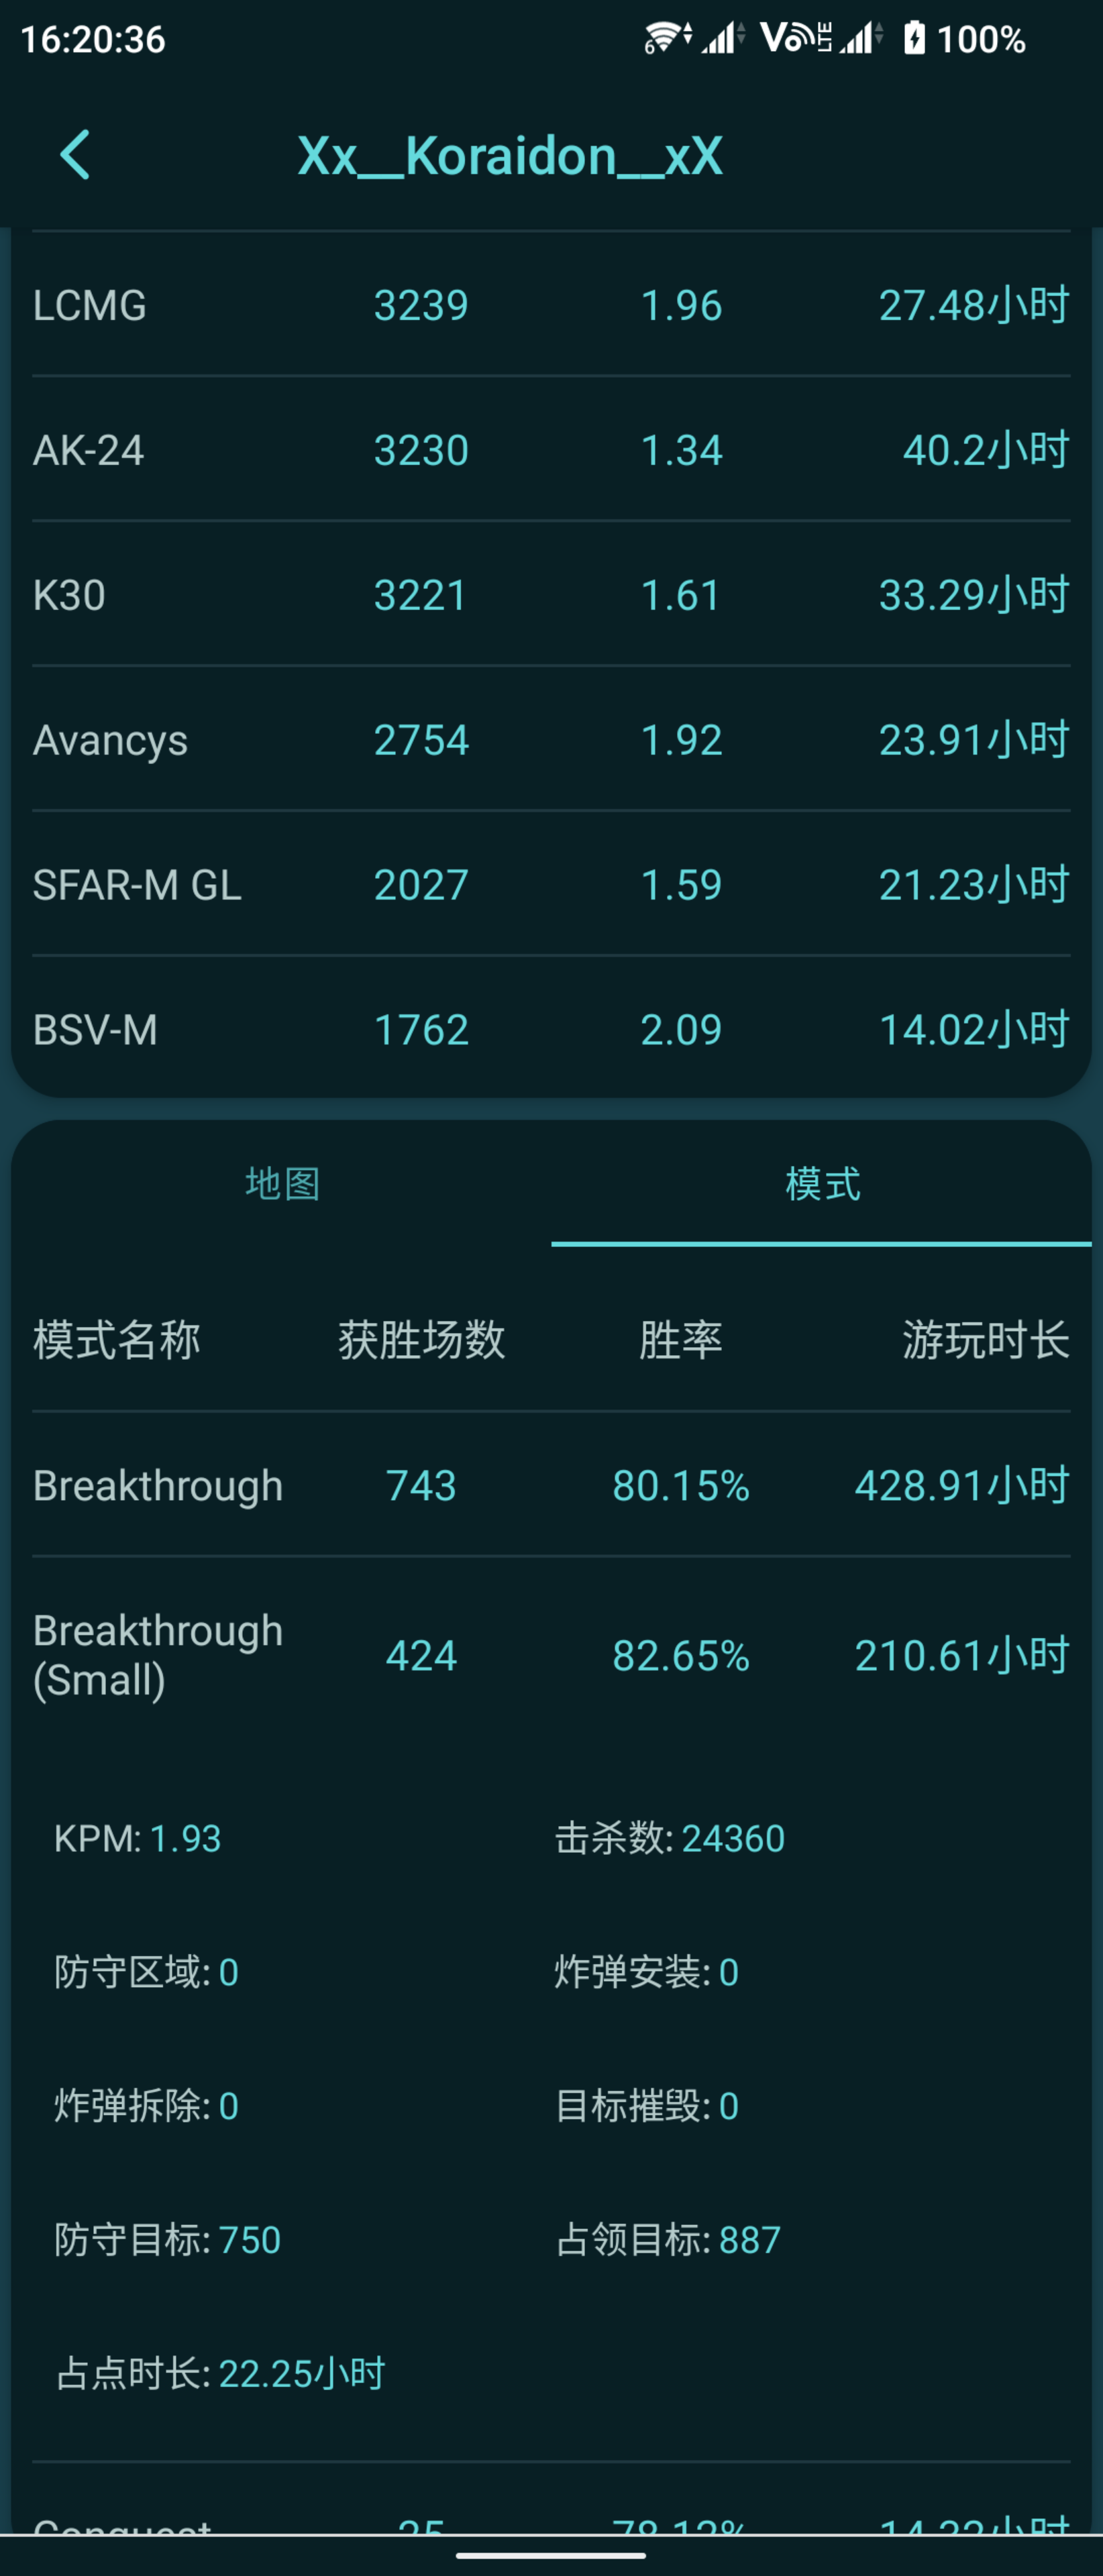 16:20:36 6 Vo LTE 100%
Xx__Koraidon__xX
LCMG 3239 1.96 27.48小时
AK-24 3230 1.34 40.2小时
K30 3221 1.61 33.29小时
Avancys 2754 1.92 23.91小时
SFAR-M GL 2027 1.59 21.23小时
BSV-M 1762 2.09 14.02小时
地图 模式
模式名称 获胜场数 胜率 游玩时长
Breakthrough 743 80.15% 428.91小时
Breakthrough
(Small) 424 82.65% 210.61小时
KPM: 1.93 击杀数: 24360
防守区域: 0 炸弹安装: 0
炸弹拆除: 0 目标摧毁: 0
防守目标: 750 占领目标: 887
占点时长: 22.25小时
Conquest